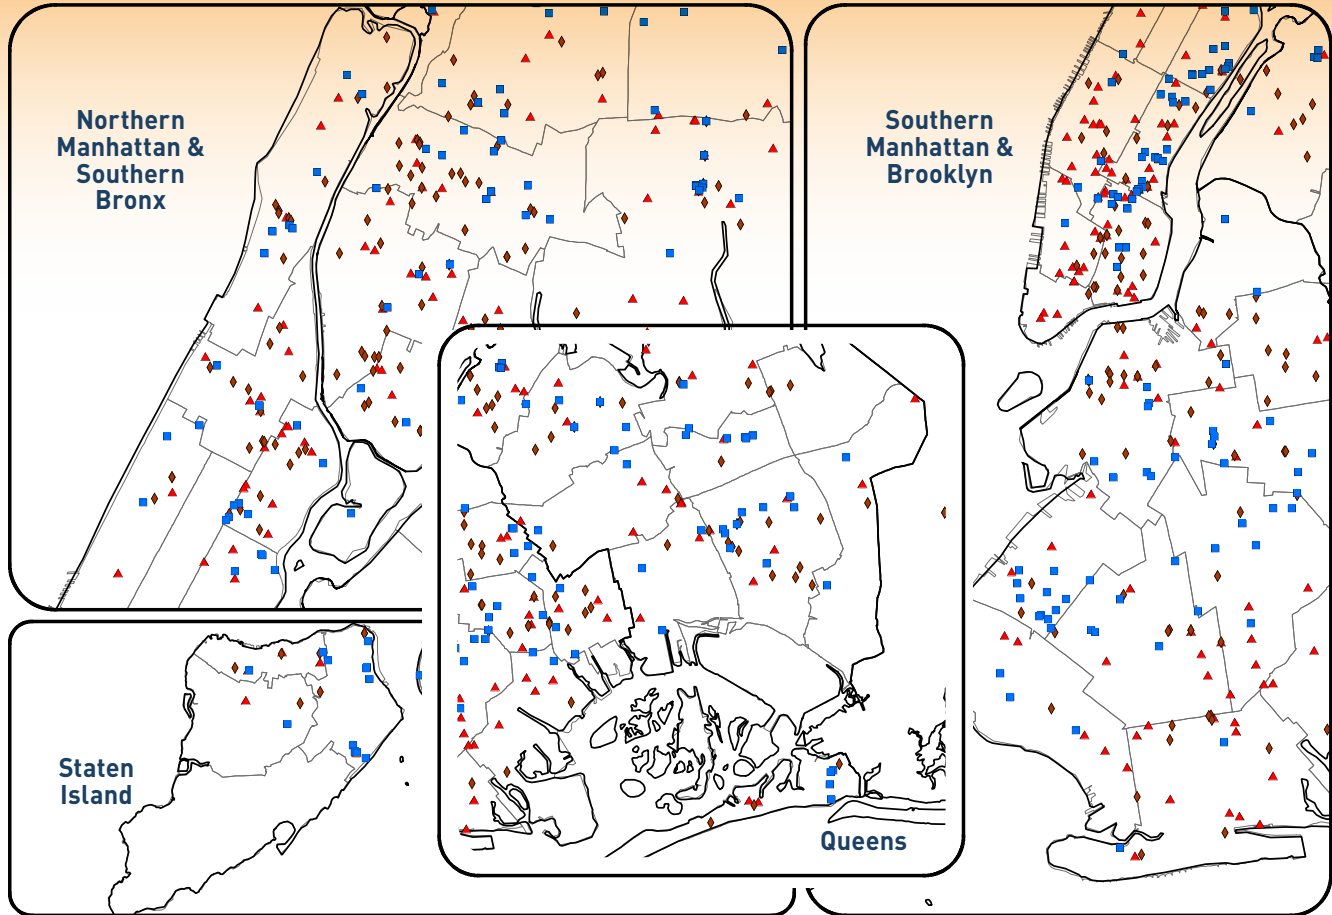 Northern
Manhattan &
Southern
Bronx
Southern
Manhattan &
Brooklyn
Staten
Island
Queens